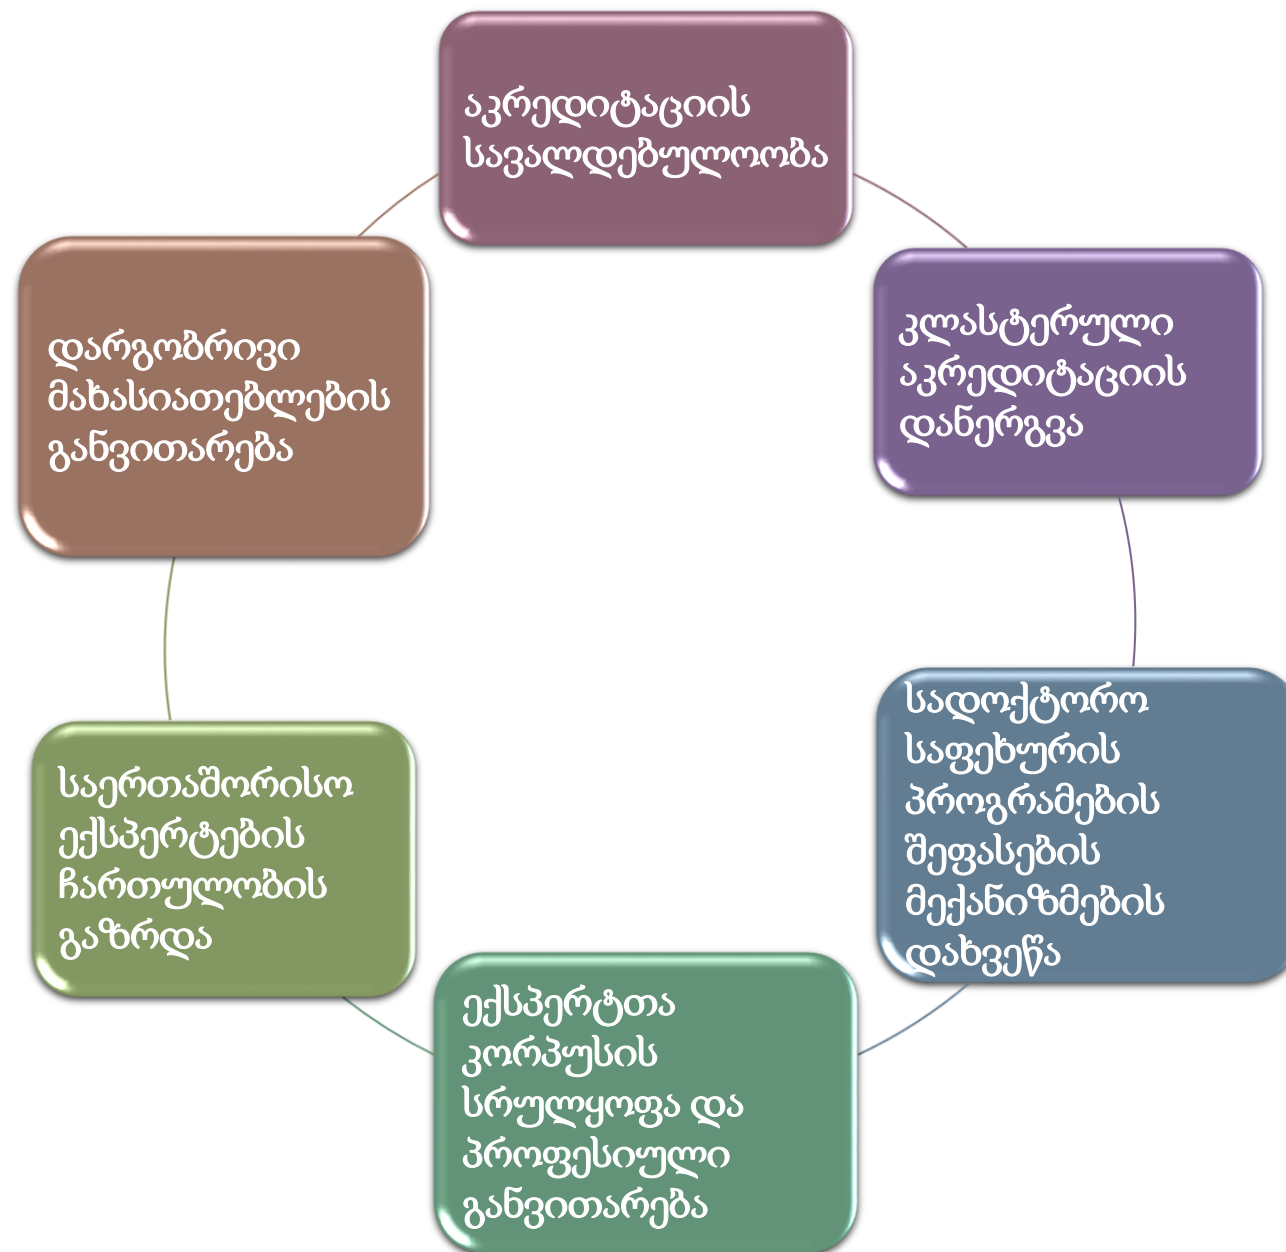 აკრედიტაციის
სავალდებულოობა
კლასტერული
აკრედიტაციის
დანერგვა
სადოქტორო
საფეხურის
პროგრამების
შეფასების
მექანიზმების
დახვეწა
ექსპერტთა
კორპუსის
სრულყოფა და
პროფესიული
განვითარება
საერთაშორისო
ექსპერტების
ჩართულობის
გაზრდა
დარგობრივი
მახასიათებლების
განვითარება